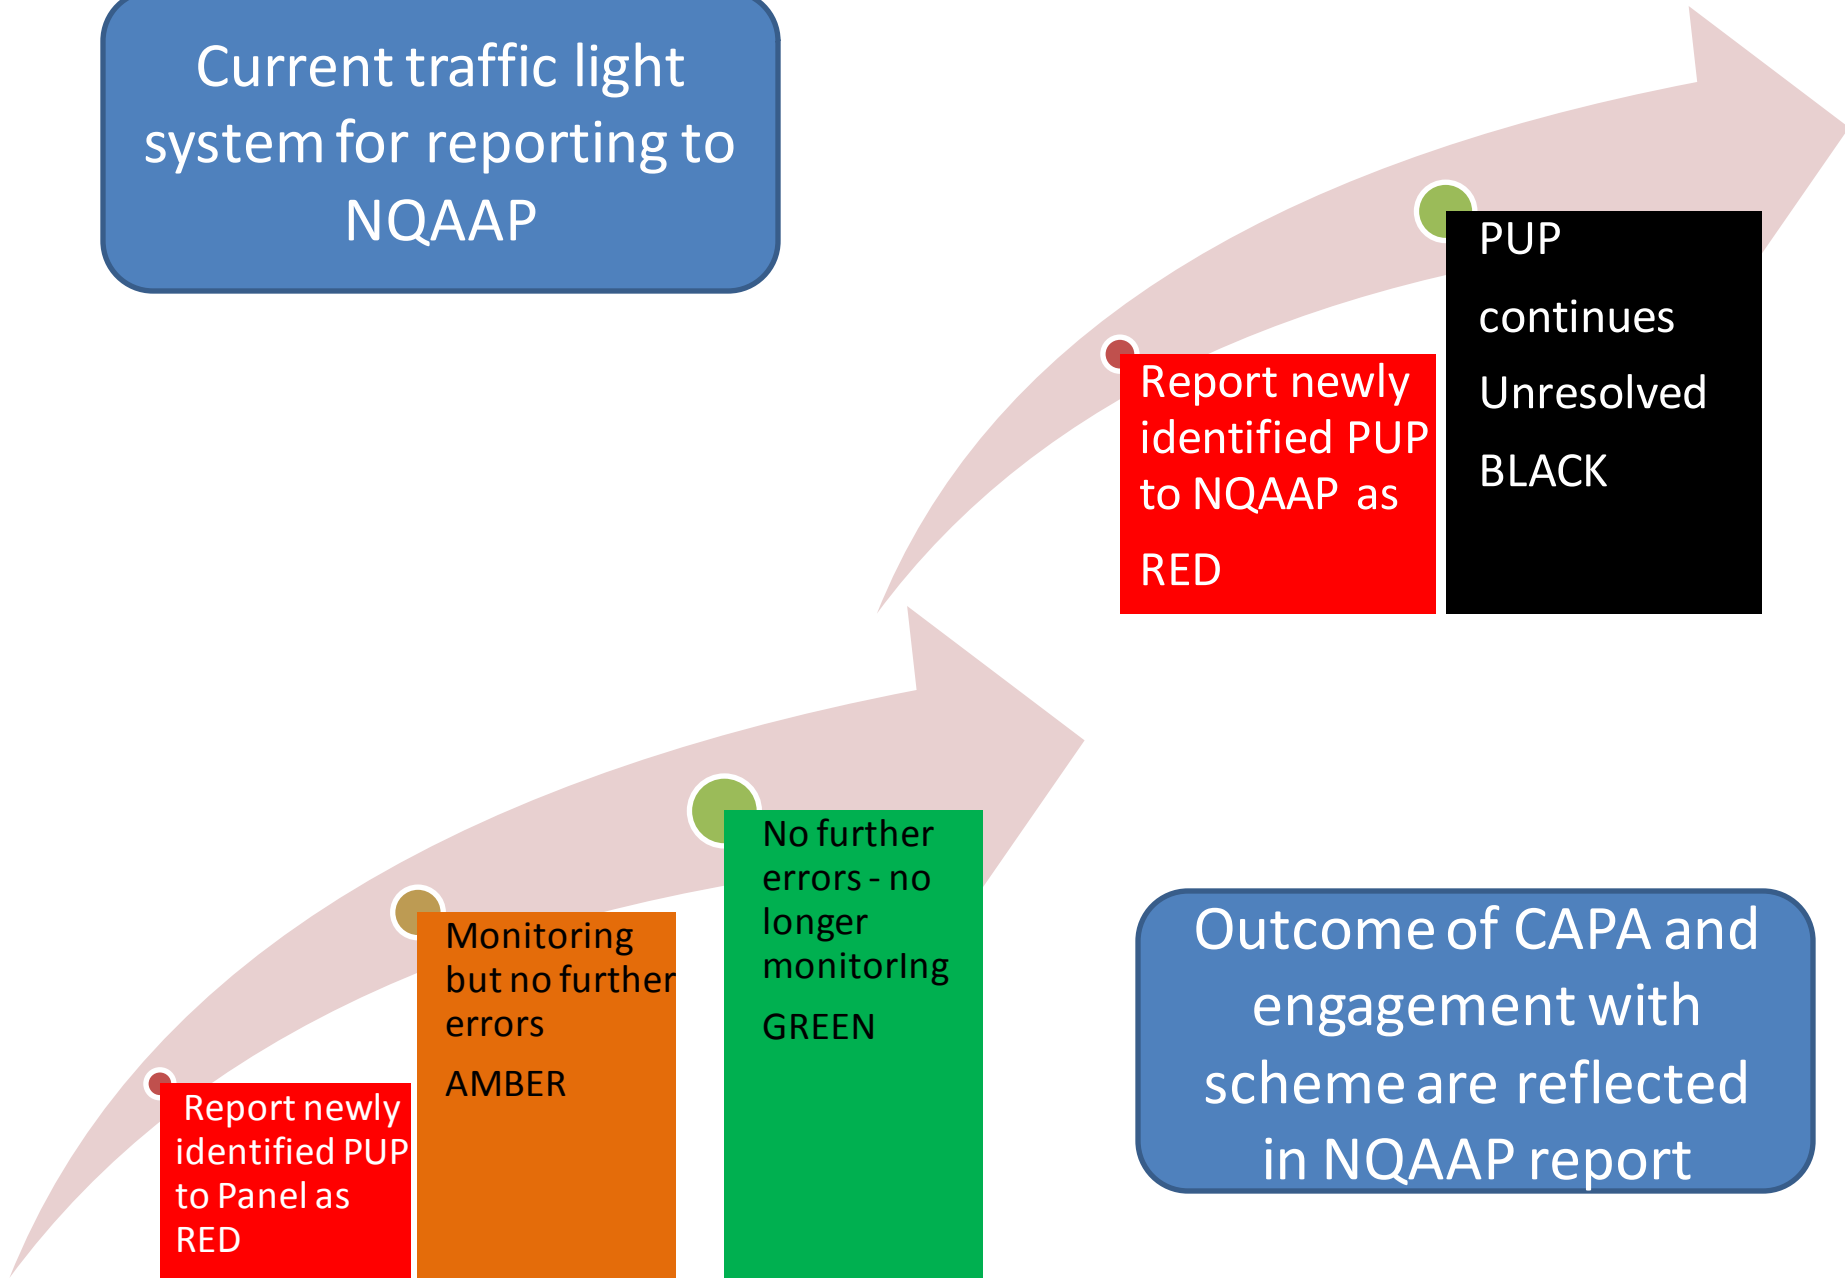 Current traffic light
system for reporting to
NQAAP
Report newly
identified PUP
to NQAAP as
RED
PUP
continues
Unresolved
BLACK
Report newly
identified PUP
to Panel as
RED
Monitoring
but no further
errors
AMBER
No further
errors - no
longer
monitorIng
GREEN
Outcome of CAPA and
engagement with
scheme are reflected
in NQAAP report